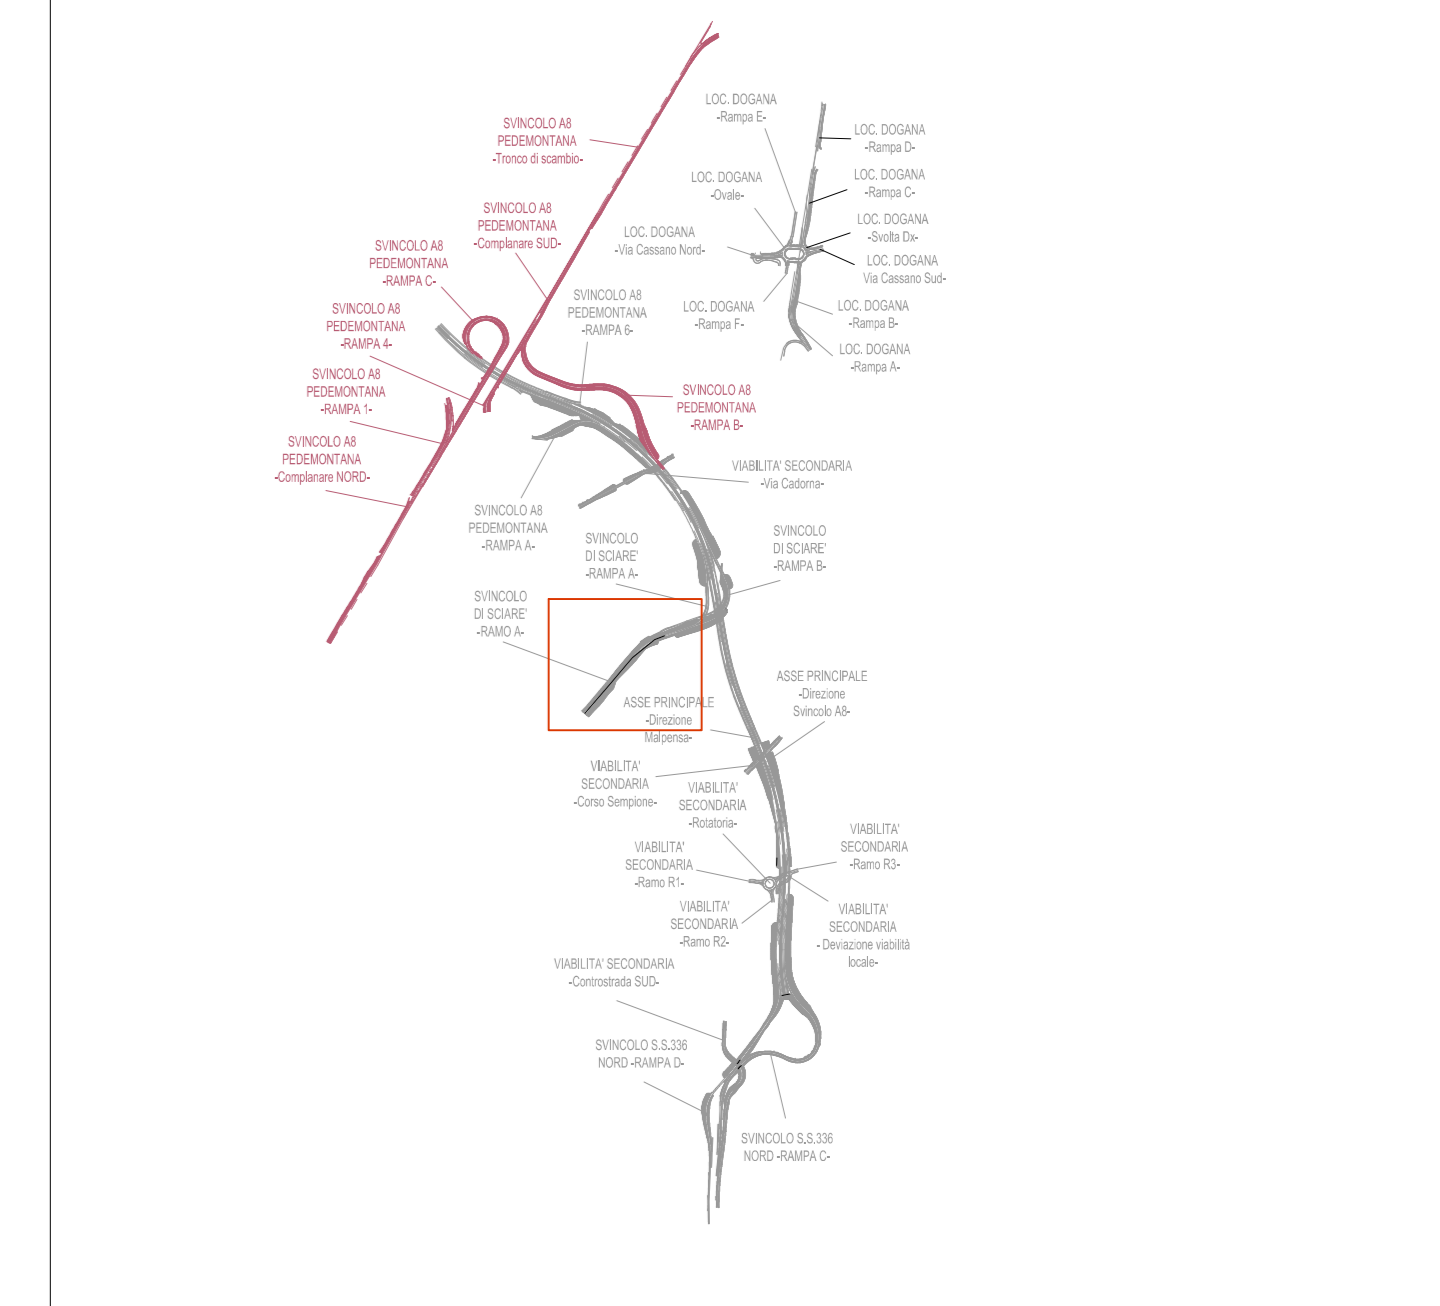 LOC. DOGANA
-Rampa E-
SVINCOLO A8
PEDEMONTANA
-Tronco di scambio-
LOC. DOGANA
-Rampa D-
LOC. DOGANA
-Ovale-
LOC. DOGANA
-Rampa C-
SVINCOLO A8
PEDEMONTANA
-Complanare SUD-
LOC. DOGANA
-Svolta Dx-
LOC. DOGANA
-Via Cassano Nord-
SVINCOLO A8
PEDEMONTANA
-RAMPA C-
LOC. DOGANA
Via Cassano Sud-
SVINCOLO A8
PEDEMONTANA
-RAMPA 6-
LOC. DOGANA
-Rampa F-
LOC. DOGANA
-Rampa B-
SVINCOLO A8
PEDEMONTANA
-RAMPA 4-
LOC. DOGANA
-Rampa A-
SVINCOLO A8
PEDEMONTANA
-RAMPA 1-
SVINCOLO A8
PEDEMONTANA
-RAMPA B-
SVINCOLO A8
PEDEMONTANA
-Complanare NORD-
VIABILITA' SECONDARIA
-Via Cadorna-
SVINCOLO A8
PEDEMONTANA
-RAMPA A-
SVINCOLO
DI SCIARE'
-RAMPA A-
SVINCOLO
DI SCIARE'
-RAMPA B-
SVINCOLO
DI SCIARE'
-RAMO A-
ASSE PRINCIPALE
-Direzione
Svincolo A8-
ASSE PRINCIPALE
-Direzione
Malpensa-
VIABILITA'
SECONDARIA
-Corso Sempione-
VIABILITA'
SECONDARIA
-Rotatoria-
VIABILITA'
SECONDARIA
-Ramo R3-
VIABILITA'
SECONDARIA
-Ramo R1-
VIABILITA'
SECONDARIA
-Ramo R2-
VIABILITA'
SECONDARIA
- Deviazione viabilità
locale-
VIABILITA' SECONDARIA
-Controstrada SUD-
SVINCOLO S.S.336
NORD -RAMPA D-
SVINCOLO S.S.336
NORD -RAMPA C-